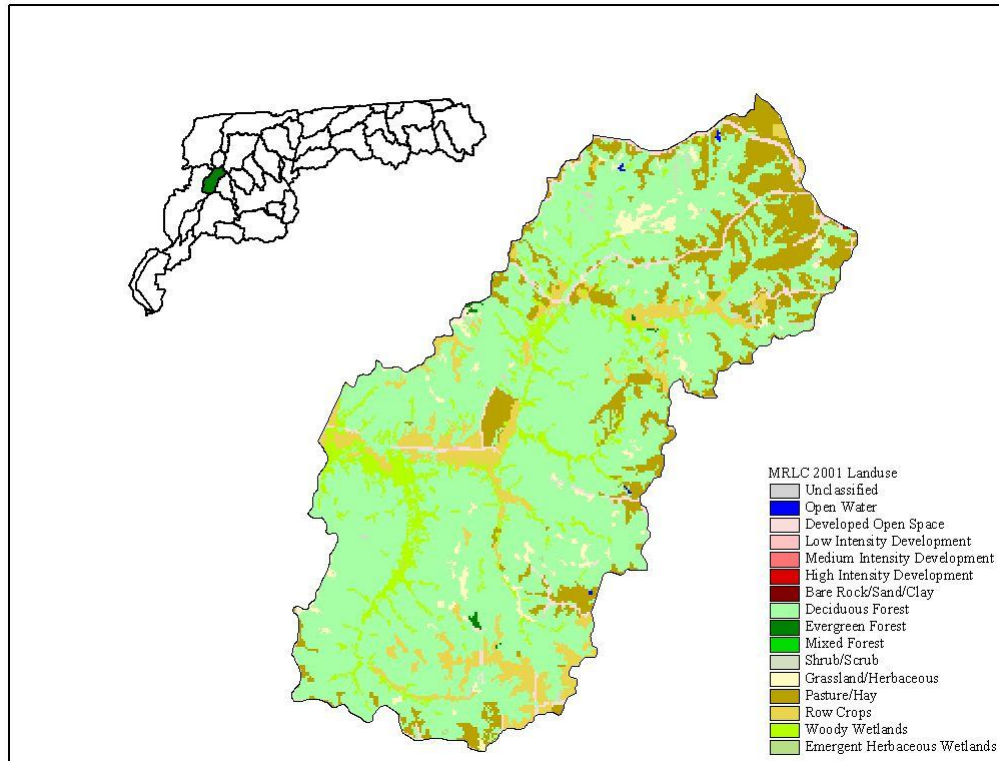 MRLC 2001 Landuse
Unclassified
Open Water
Developed Open Space
Low Intensity Development
Medium Intensity Development
High Intensity Development
Bare Rock/Sand/Clay
Deciduous Forest
Evergreen Forest
Mixed Forest
Shrub/Scrub
Grassland/Herbaceous
Pasture/Hay
Row Crops
Woody Wetlands
Emergent Herbaceous Wetlands